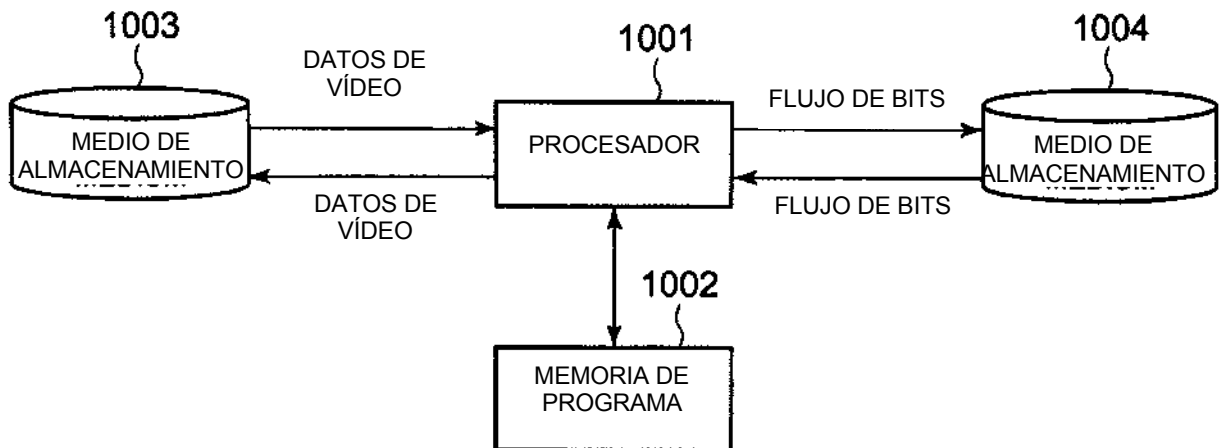 1003
DATOS DE
VÍDEO
1001
FLUJO DE BITS
1004
MEDIO DE
ALMACENAMIENTO
PROCESADOR
MEDIO DE
ALMACENAMIENTO
DATOS DE
VÍDEO
FLUJO DE BITS
1002
MEMORIA DE
PROGRAMA